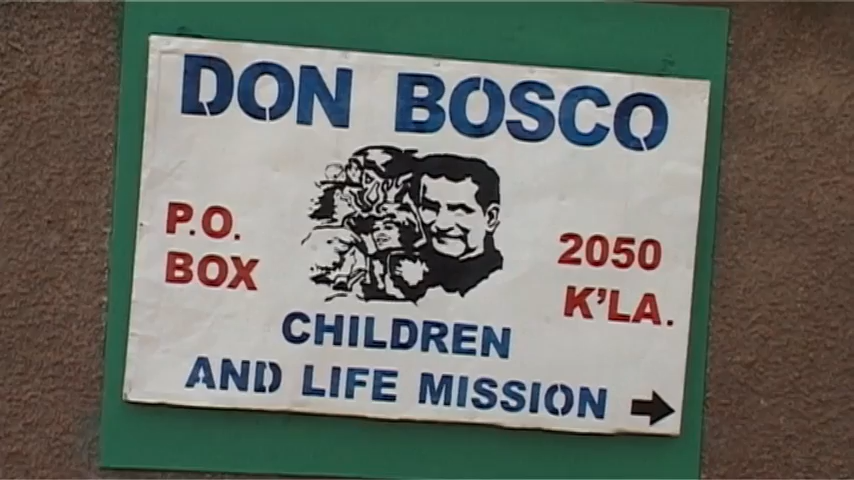 DON BOSCO
P.O. BOX
2050 K'LA.
CHILDREN
AND LIFE MISSION